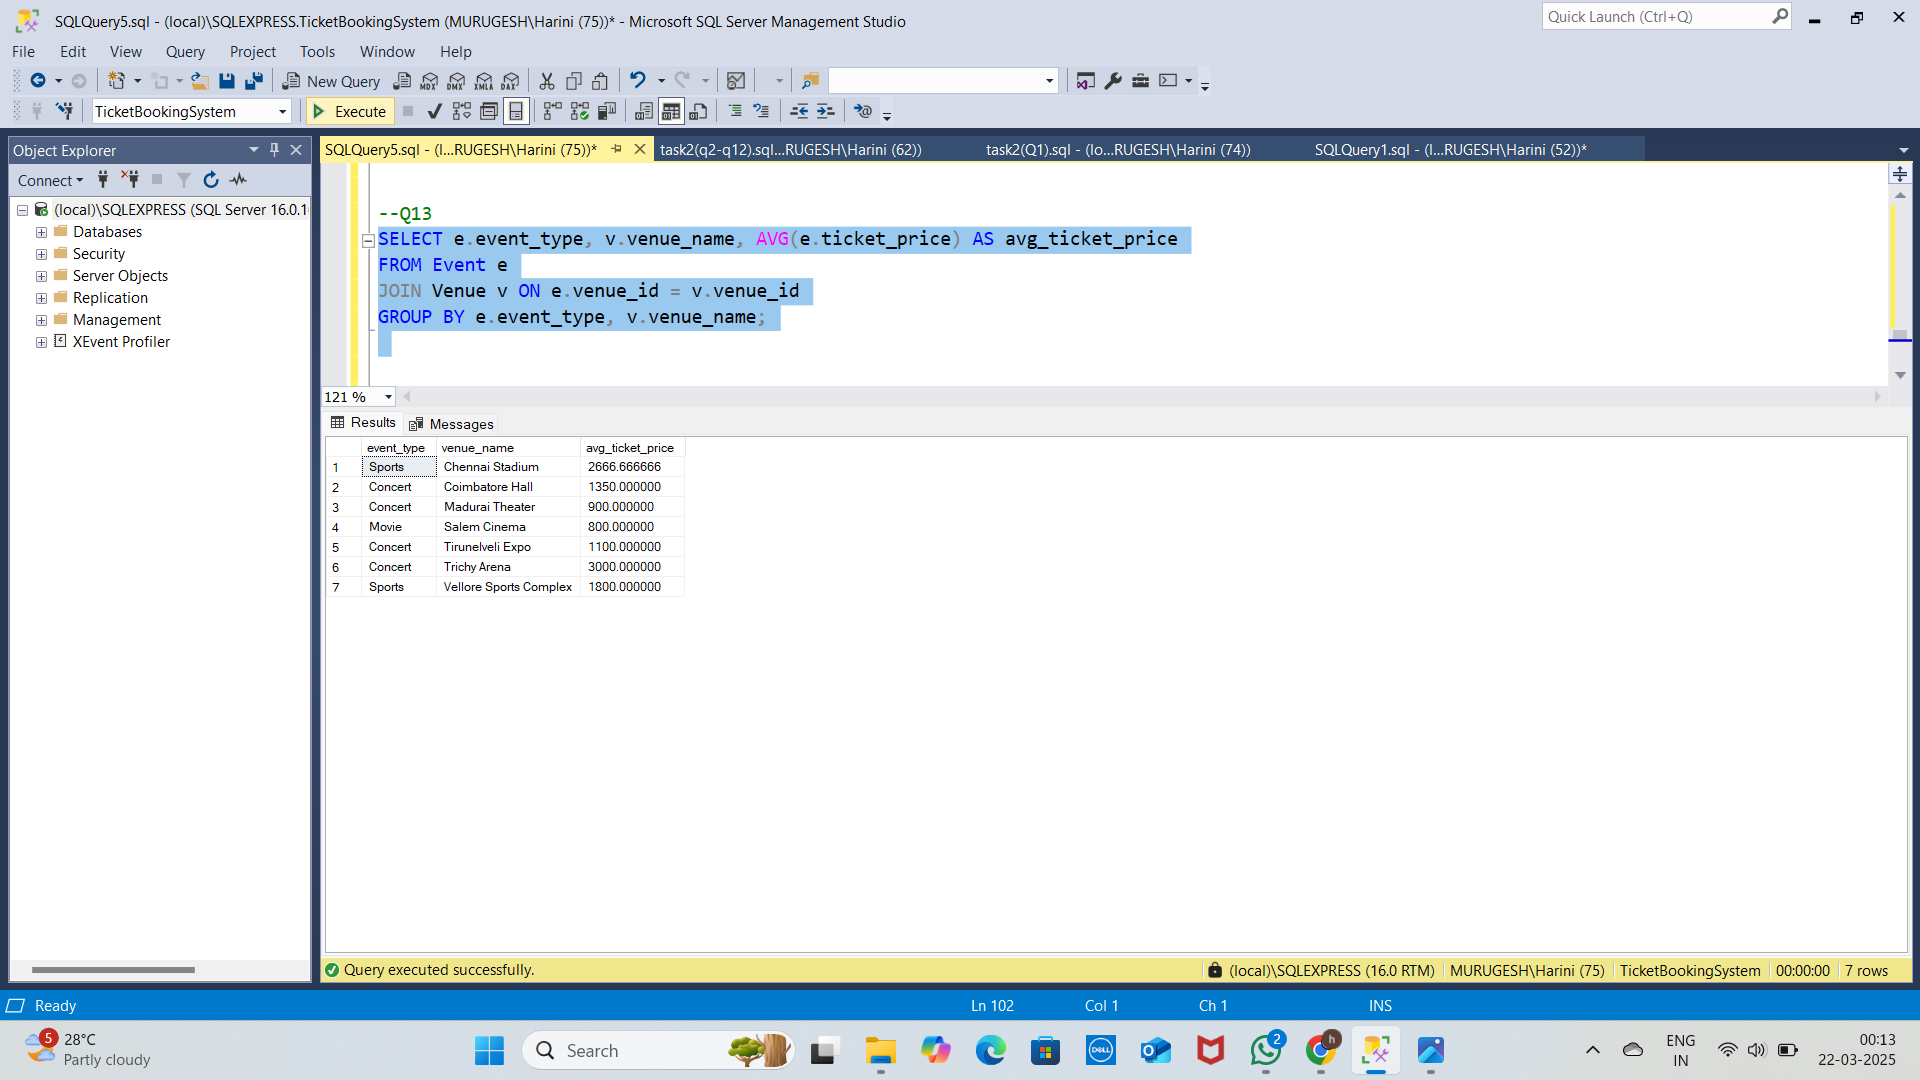 SQLQuery5.sql - (local)\SQLEXPRESS.TicketBookingSystem (MURUGESH\Harini (75))* - Microsoft SQL Server Management Studio
Quick Launch (Ctrl+Q)
File Edit View Query Project Tools Window Help
New Query
MDX DMX XMLA DAX
TicketBookingSystem
Execute
Object Explorer
Connect
(local)\SQLEXPRESS (SQL Server 16.0.1
Databases
Security
Server Objects
Replication
Management
XEvent Profiler
SQLQuery5.sql - (l...RUGESH\Harini (75))*
task2(q2-q12).sql...RUGESH\Harini (62))
task2(Q1).sql - (lo...RUGESH\Harini (74))
SQLQuery1.sql - (l...RUGESH\Harini (52))*
--Q13
SELECT e.event_type, v.venue_name, AVG(e.ticket_price) AS avg_ticket_price
FROM Event e
JOIN Venue v ON e.venue_id = v.venue_id
GROUP BY e.event_type, v.venue_name;
121 %
Results Messages
event_type venue_name avg_ticket_price
1 Sports Chennai Stadium 2666.666666
2 Concert Coimbatore Hall 1350.000000
3 Concert Madurai Theater 900.000000
4 Movie Salem Cinema 800.000000
5 Concert Tirunelveli Expo 1100.000000
6 Concert Trichy Arena 3000.000000
7 Sports Vellore Sports Complex 1800.000000
Query executed successfully.
(local)\SQLEXPRESS (16.0 RTM) MURUGESH\Harini (75) TicketBookingSystem 00:00:00 7 rows
Ready
Ln 102 Col 1 Ch 1 INS
5
28°C
Partly cloudy
Search
DELL
2
h
ENG
IN
00:13
22-03-2025